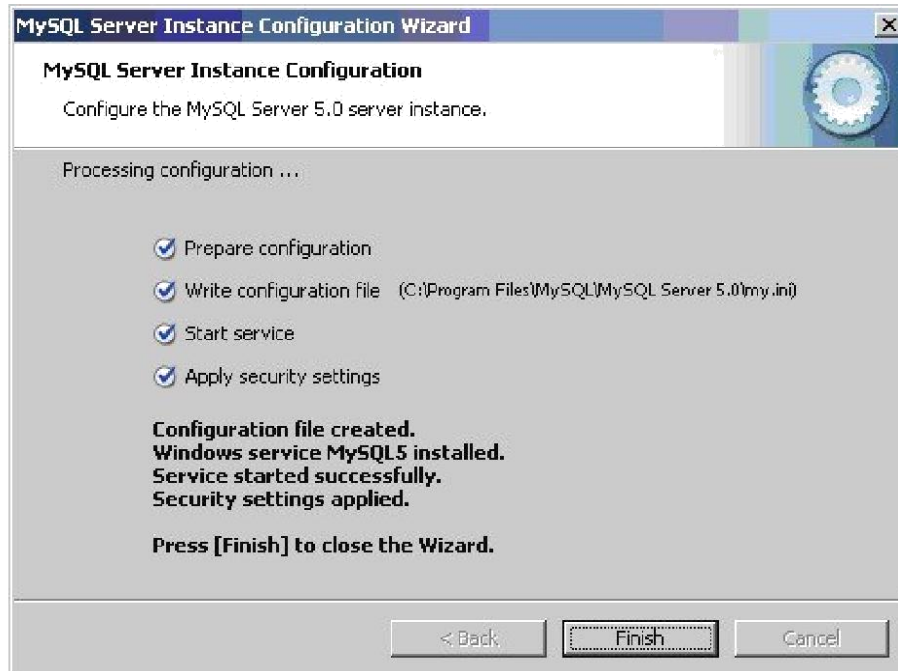 MySQL Server Instance Configuration Wizard
MySQL Server Instance Configuration
Configure the MySQL Server 5.0 server instance.
Processing configuration ...
Prepare configuration
Write configuration file (C:\Program Files\MySQL\MySQL Server 5.0\my.ini)
Start service
Apply security settings
Configuration file created.
Windows service MySQL5 installed.
Service started successfully.
Security settings applied.
Press [Finish] to close the Wizard.
< Back Finish Cancel